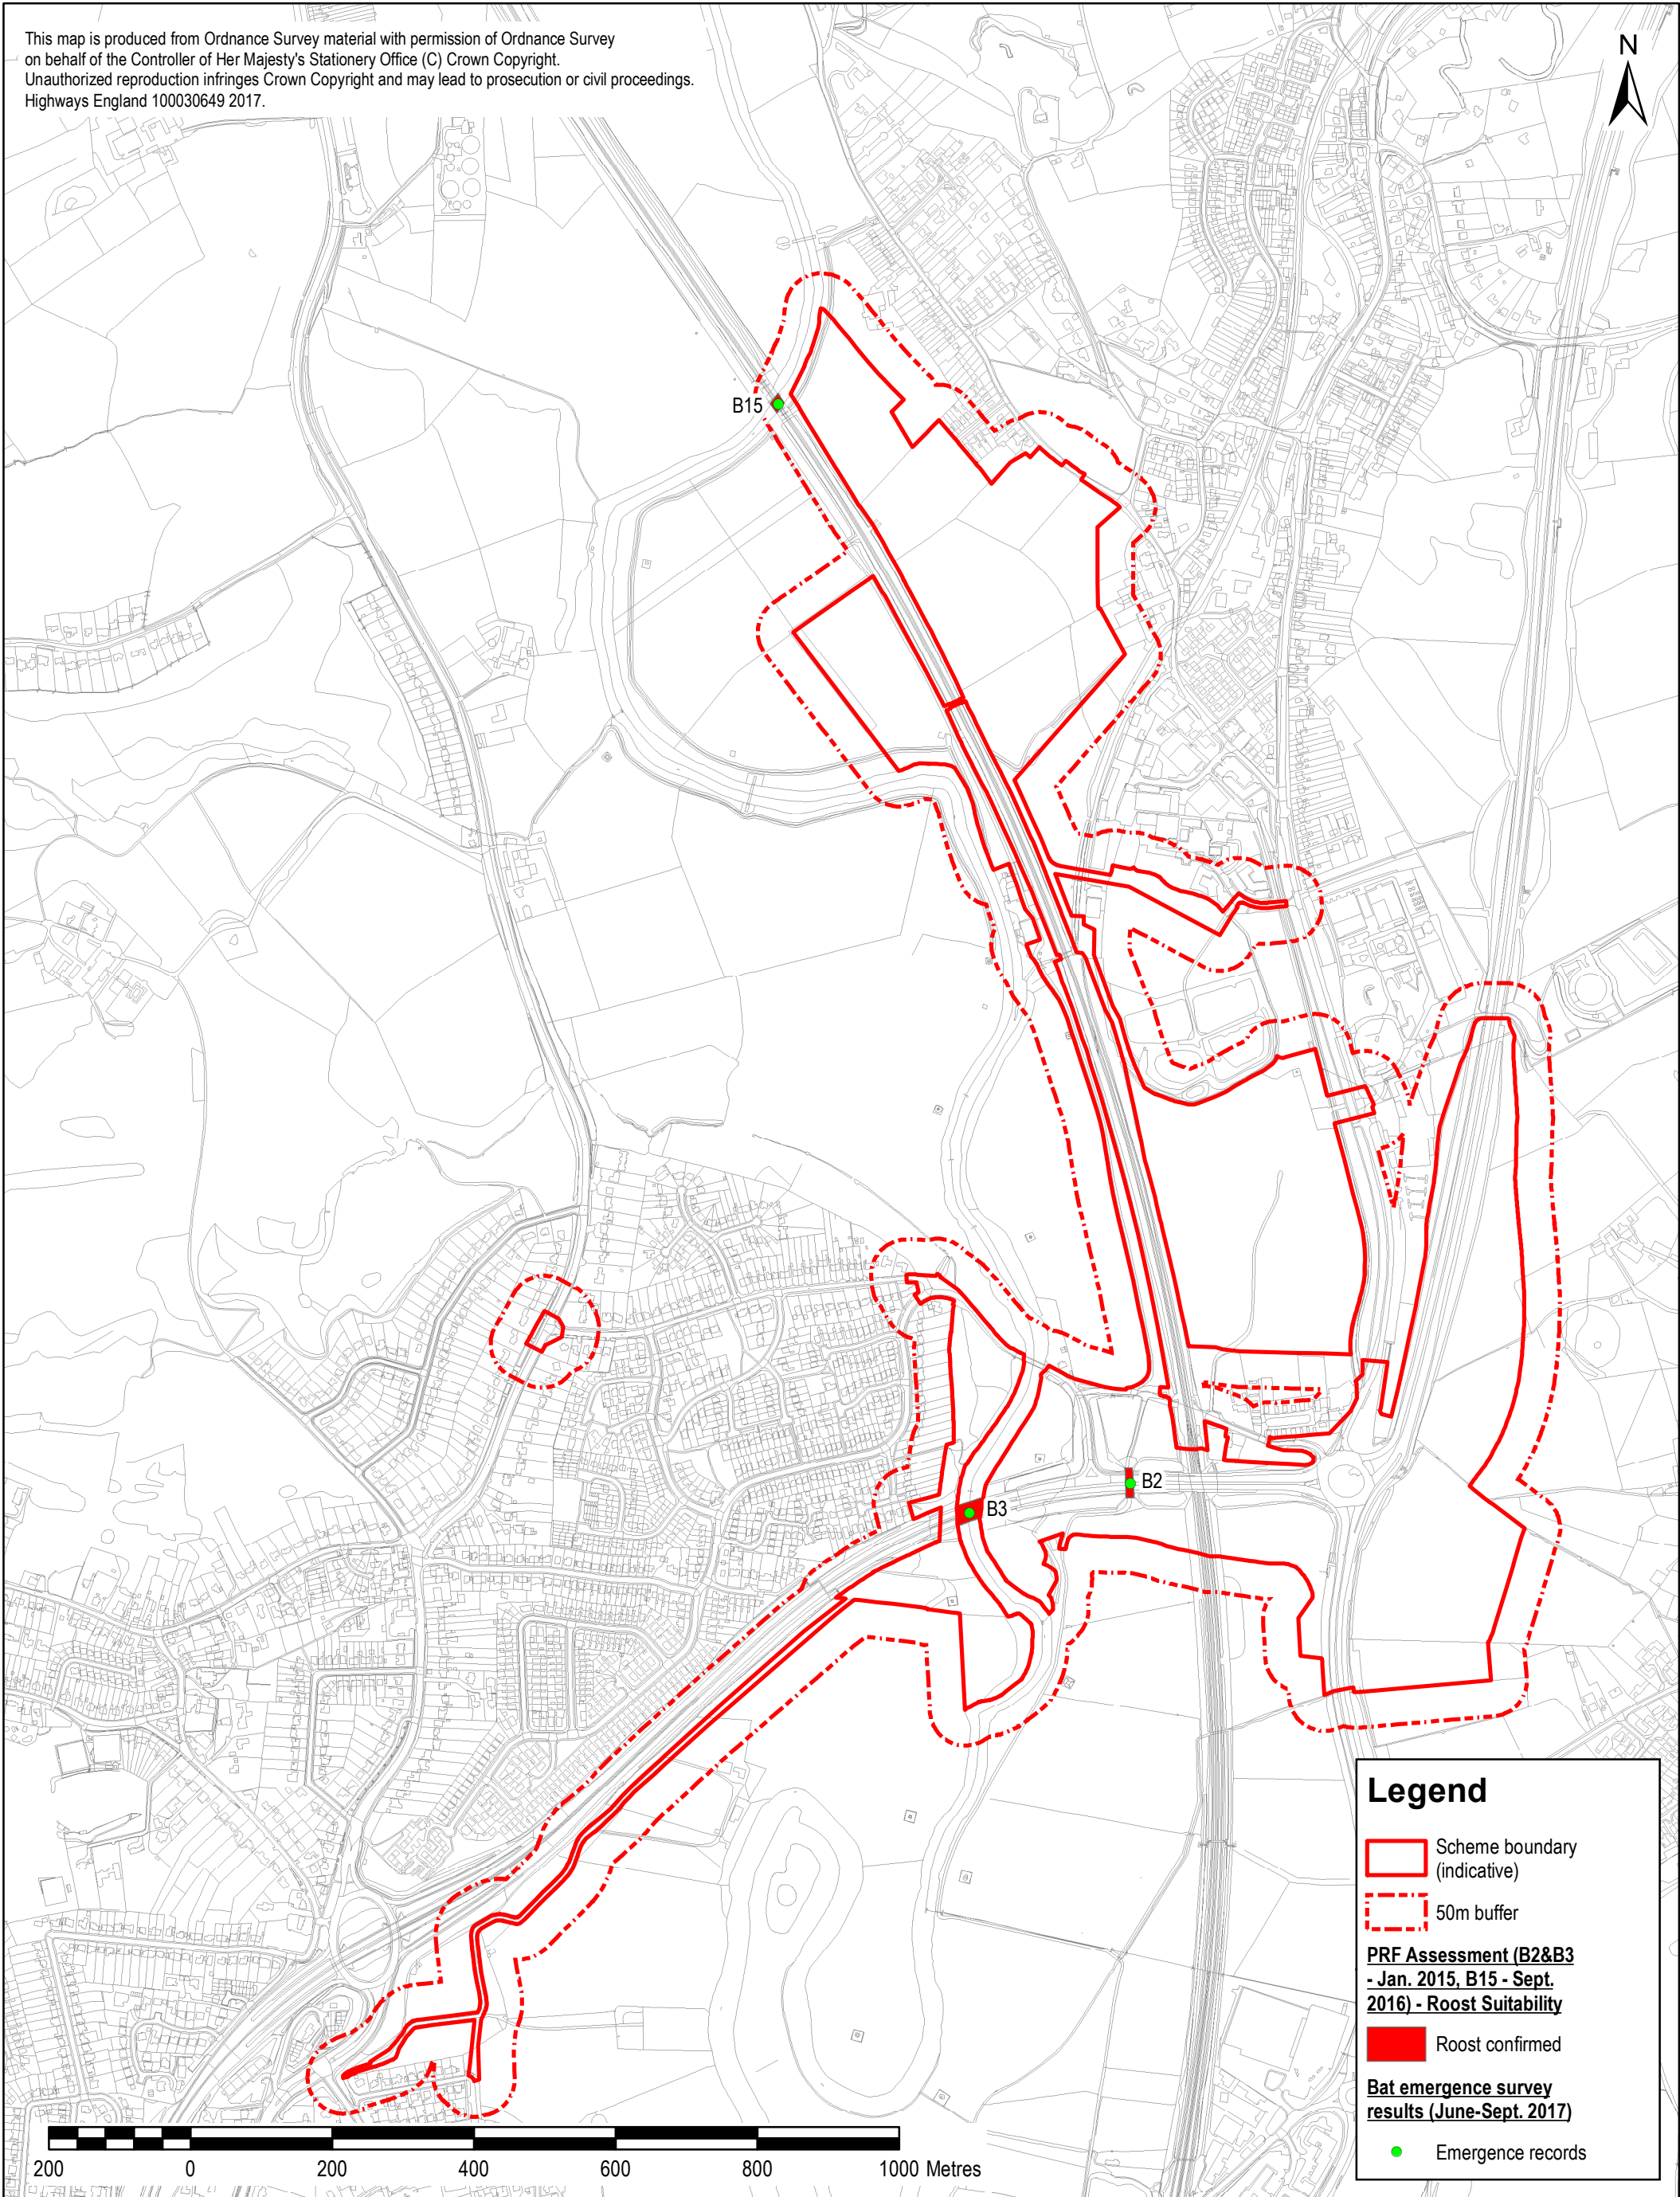 This map is produced from Ordnance Survey material with permission of Ordnance Survey
on behalf of the Controller of Her Majesty's Stationery Office (C) Crown Copyright.
Unauthorized reproduction infringes Crown Copyright and may lead to prosecution or civil proceedings.
Highways England 100030649 2017.
N
B15
B2
B3
Legend
Scheme boundary
(indicative)
50m buffer
PRF Assessment (B2&B3
- Jan. 2015, B15 - Sept.
2016) - Roost Suitability
Roost confirmed
Bat emergence survey
results (June-Sept. 2017)
Emergence records
200 0 200 400 600 800 1000 Metres